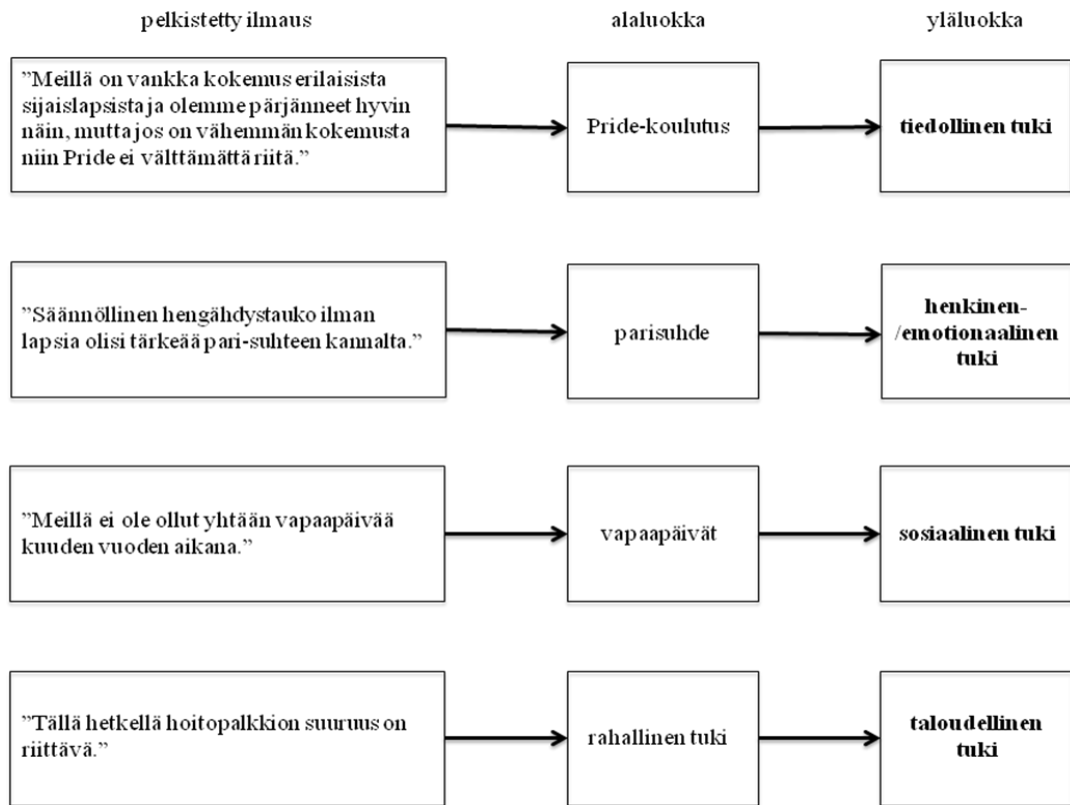 pelkistetty ilmaus
alaluokka
yläluokka
”Meillä on vankka kokemus erilaisista
sijaislapsista ja olemme pärjänneet hyvin
näin, mutta jos on vähemmän kokemusta
niin Pride ei välttämättä riitä.”
Pride-koulutus
tiedollinen tuki
”Säännöllinen hengähdystauko ilman
lapsia olisi tärkeää pari-suhteen kannalta.”
parisuhde
henkinen-
/emotionaalinen
tuki
”Meillä ei ole ollut yhtään vapaapäivää
kuuden vuoden aikana.”
vapaapäivät
sosiaalinen tuki
”Tällä hetkellä hoitopalkkion suuruus on
riittävä.”
rahallinen tuki
taloudellinen
tuki